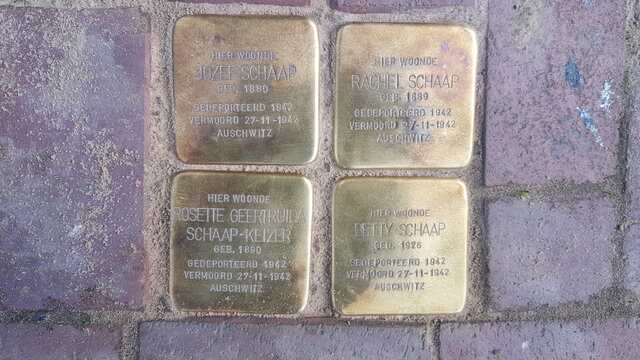 HIER WOONDE
JOZEF SCHAAP
GEB. 1890
GEDEPORTEERD 1942
VERMOORD 27-11-1942
AUSCHWITZ
HIER WOONDE
RACHEL SCHAAP
GEB. 1889
GEDEPORTEERD 1942
VERMOORD 27-11-1942
AUSCHWITZ
HIER WOONDE
ROSETTE GEERTRUIDA
SCHAAP-KEIZER
GEB. 1890
GEDEPORTEERD 1942
VERMOORD 27-11-1942
AUSCHWITZ
HIER WOONDE
BETTY SCHAAP
GEB. 1926
GEDEPORTEERD 1942
VERMOORD 27-11-1942
AUSCHWITZ